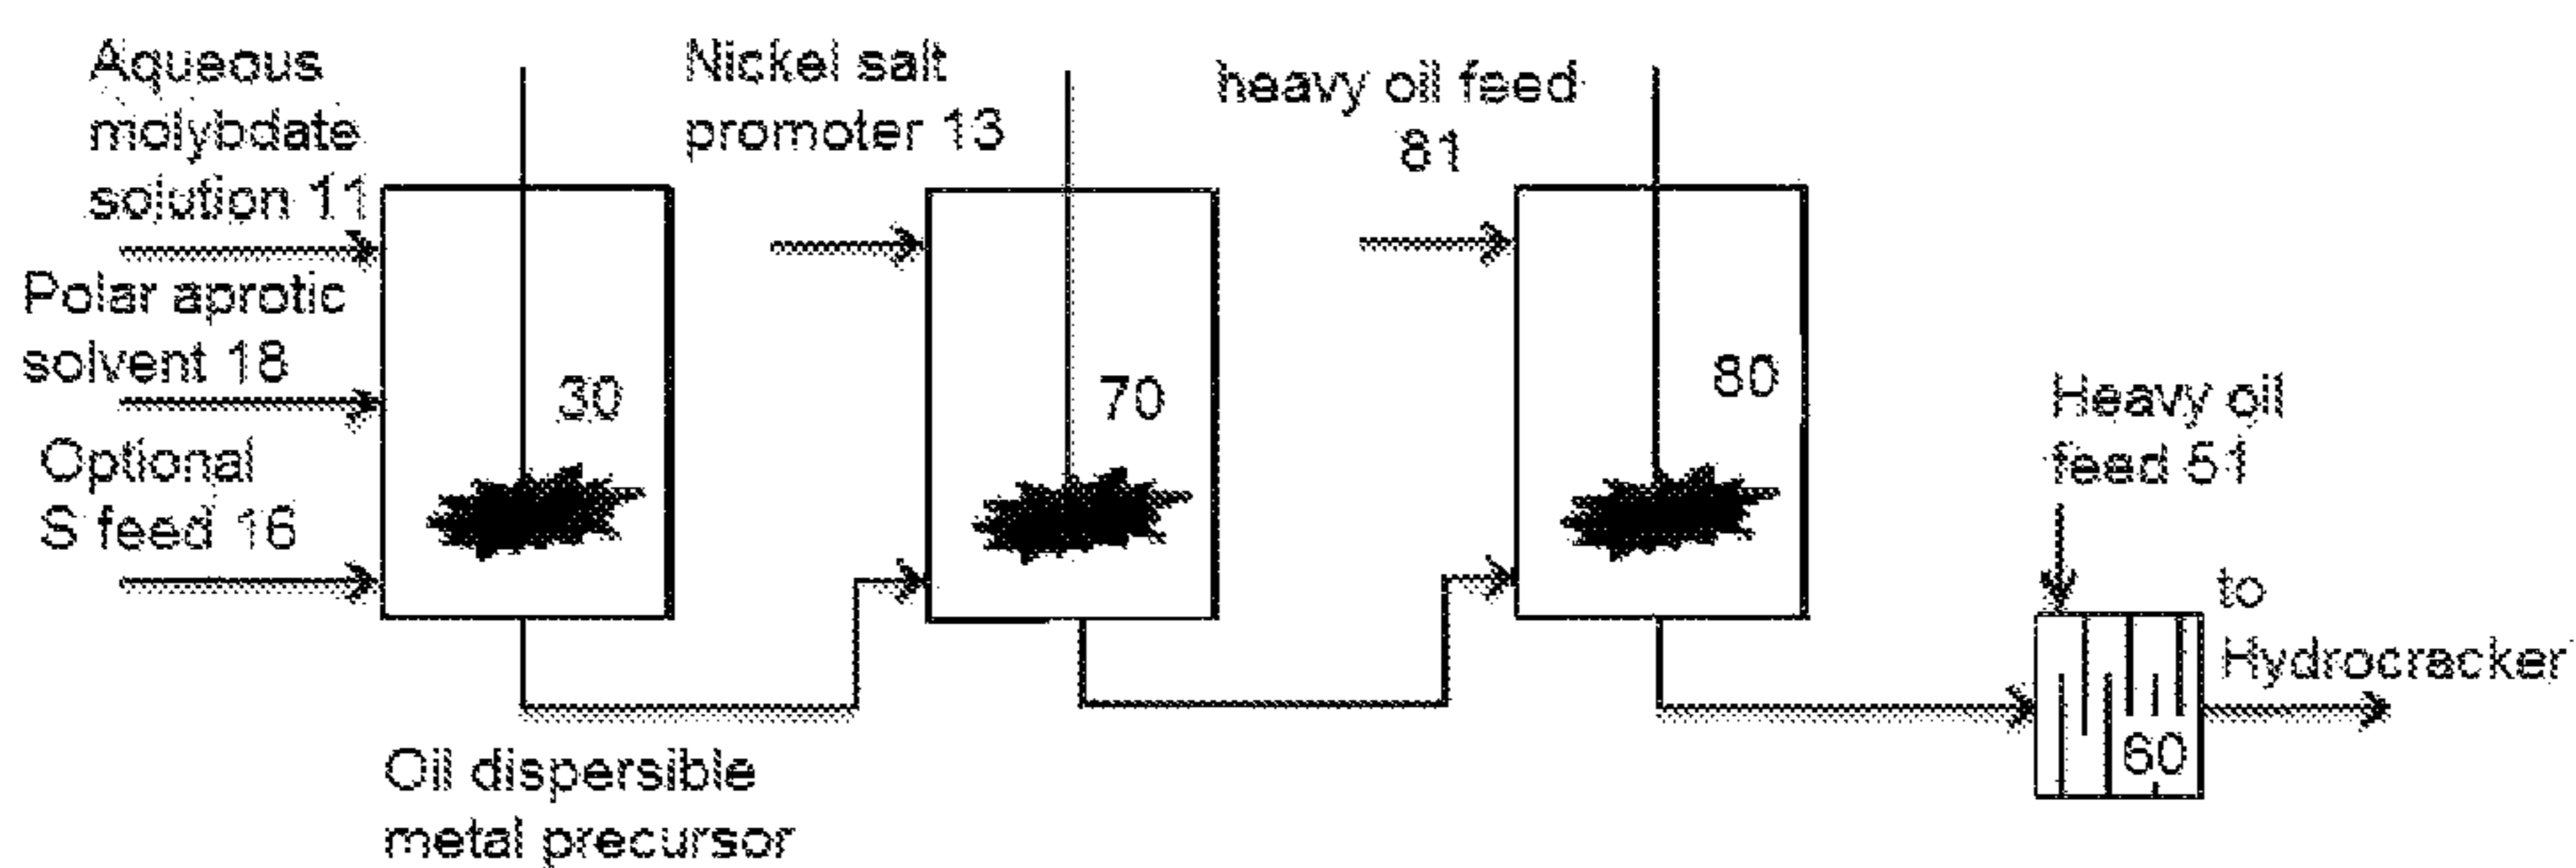 Aqueous
molybdate
solution 11
Polar aprotic
solvent 18
Optional
S feed 16
30
Oil dispersible
metal precursor
Nickel salt
promoter 13
70
heavy oil feed
81
80
Heavy oil
feed 51
60
to
Hydrocracker